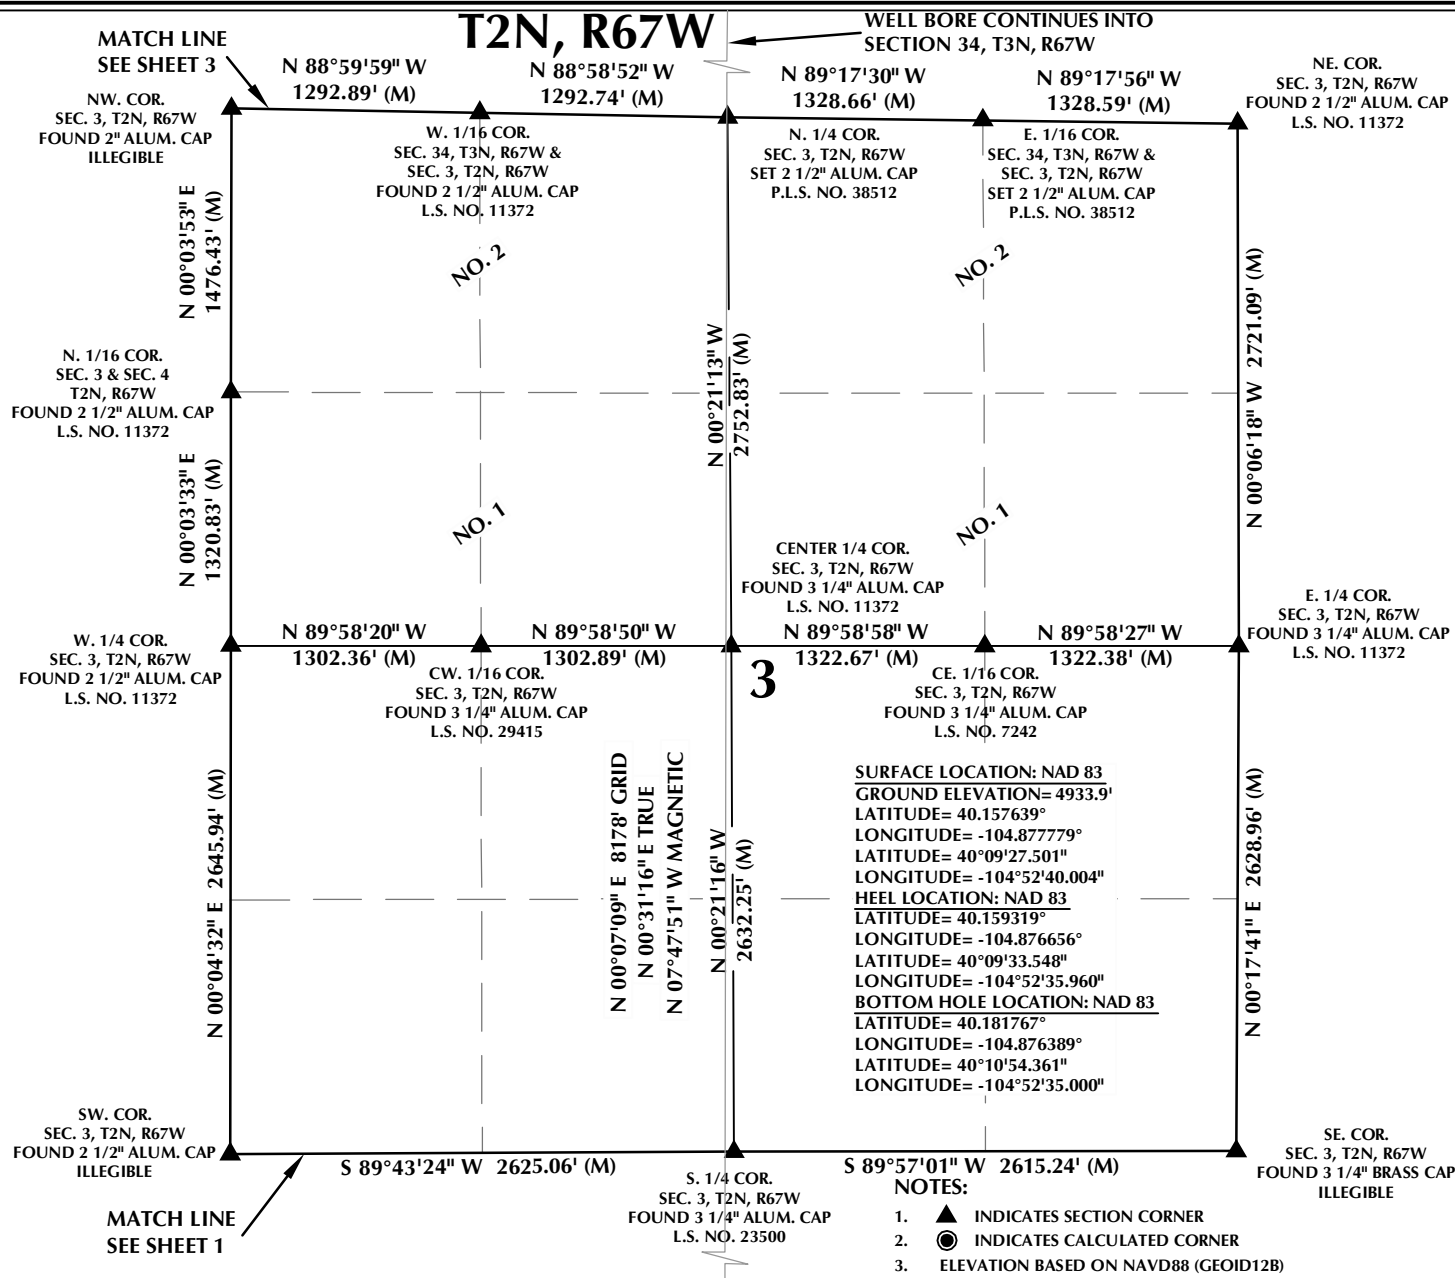 T2N, R67W
WELL BORE CONTINUES INTO
SECTION 34, T3N, R67W
MATCH LINE
SEE SHEET 3
N 88°59'59" W
1292.89' (M)
N 88°58'52" W
1292.74' (M)
N 89°17'30" W
1328.66' (M)
N 89°17'56" W
1328.59' (M)
NE. COR.
SEC. 3, T2N, R67W
FOUND 2 1/2" ALUM. CAP
L.S. NO. 11372
NW. COR.
SEC. 3, T2N, R67W
FOUND 2" ALUM. CAP
ILLEGIBLE
W. 1/16 COR.
SEC. 34, T3N, R67W &
SEC. 3, T2N, R67W
FOUND 2 1/2" ALUM. CAP
L.S. NO. 11372
N. 1/4 COR.
SEC. 3, T2N, R67W
SET 2 1/2" ALUM. CAP
P.L.S. NO. 38512
E. 1/16 COR.
SEC. 34, T3N, R67W &
SEC. 3, T2N, R67W
SET 2 1/2" ALUM. CAP
P.L.S. NO. 38512
N 00°03'53" E
1476.43' (M)
NO. 2
NO. 2
N 00°21'13" W
2752.83' (M)
N 00°06'18" W 2721.09' (M)
N. 1/16 COR.
SEC. 3 & SEC. 4
T2N, R67W
FOUND 2 1/2" ALUM. CAP
L.S. NO. 11372
N 00°03'33" E
1320.83' (M)
NO. 1
NO. 1
CENTER 1/4 COR.
SEC. 3, T2N, R67W
FOUND 3 1/4" ALUM. CAP
L.S. NO. 11372
E. 1/4 COR.
SEC. 3, T2N, R67W
FOUND 3 1/4" ALUM. CAP
L.S. NO. 11372
W. 1/4 COR.
SEC. 3, T2N, R67W
FOUND 2 1/2" ALUM. CAP
L.S. NO. 11372
N 89°58'20" W
1302.36' (M)
N 89°58'50" W
1302.89' (M)
N 89°58'58" W
1322.67' (M)
N 89°58'27" W
1322.38' (M)
3
CW. 1/16 COR.
SEC. 3, T2N, R67W
FOUND 3 1/4" ALUM. CAP
L.S. NO. 29415
CE. 1/16 COR.
SEC. 3, T2N, R67W
FOUND 3 1/4" ALUM. CAP
L.S. NO. 7242
N 00°04'32" E 2645.94' (M)
N 00°07'09" E 8178' GRID
N 00°31'16" E TRUE
N 07°47'51" W MAGNETIC
N 00°21'16" W
2632.25' (M)
SURFACE LOCATION: NAD 83
GROUND ELEVATION= 4933.9'
LATITUDE= 40.157639°
LONGITUDE= -104.877779°
LATITUDE= 40°09'27.501"
LONGITUDE= -104°52'40.004"
HEEL LOCATION: NAD 83
LATITUDE= 40.159319°
LONGITUDE= -104.876656°
LATITUDE= 40°09'33.548"
LONGITUDE= -104°52'35.960"
BOTTOM HOLE LOCATION: NAD 83
LATITUDE= 40.181767°
LONGITUDE= -104.876389°
LATITUDE= 40°10'54.361"
LONGITUDE= -104°52'35.000"
N 00°17'41" E 2628.96' (M)
SW. COR.
SEC. 3, T2N, R67W
FOUND 2 1/2" ALUM. CAP
ILLEGIBLE
S 89°43'24" W 2625.06' (M)
S 89°57'01" W 2615.24' (M)
SE. COR.
SEC. 3, T2N, R67W
FOUND 3 1/4" BRASS CAP
ILLEGIBLE
MATCH LINE
SEE SHEET 1
S. 1/4 COR.
SEC. 3, T2N, R67W
FOUND 3 1/4" ALUM. CAP
L.S. NO. 23500
NOTES:
1. INDICATES SECTION CORNER
2. INDICATES CALCULATED CORNER
3. ELEVATION BASED ON NAVD88 (GEOID12B)